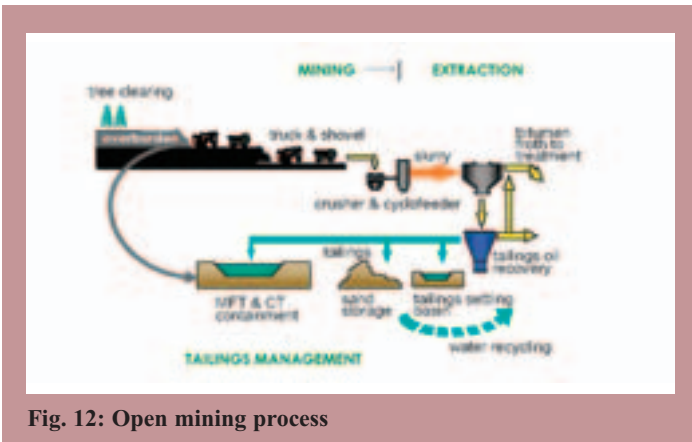 MINING EXTRACTION
tree clearing
overburden
truck & shovel
slurry
bitumen
froth to
treatment
crusher & cyclofeeder
tailings
tailings oil
recovery
MFT & CT
containment
sand
storage
tailings settling
basin
water recycling
TAILINGS MANAGEMENT
Fig. 12: Open mining process